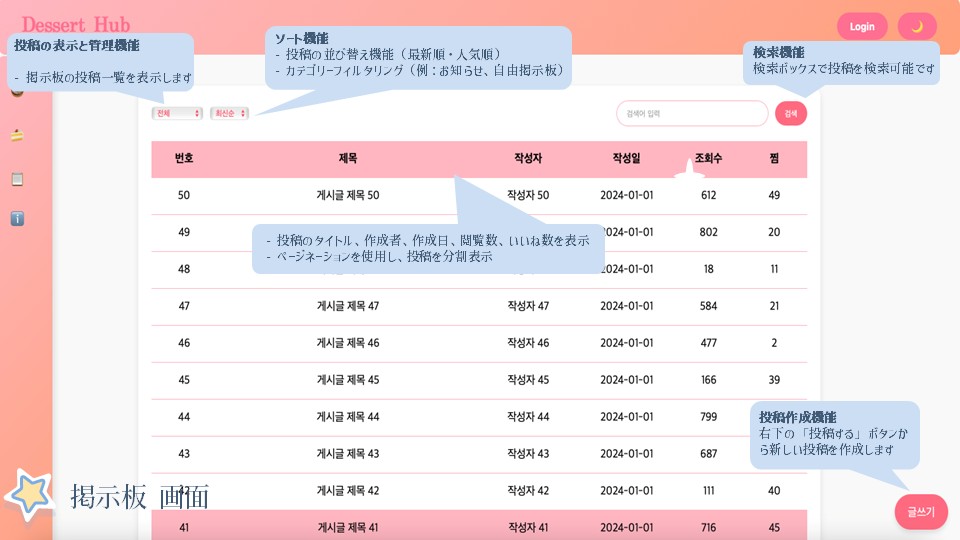 Dessert Hub
Login
投稿の表示と管理機能
- 掲示板の投稿一覧を表示します
ソート機能
- 投稿の並び替え機能（最新順・人気順）
- カテゴリーフィルタリング（例：お知らせ、自由掲示板）
検索機能
検索ボックスで投稿を検索可能です
전체
최신순
검색어 입력
검색
번호 제목 작성자 작성일 조회수 찜
50 게시글 제목 50 작성자 50 2024-01-01 612 49
49 2024-01-01 802 20
- 投稿のタイトル、作成者、作成日、閲覧数、いいね数を表示
- ページネーションを使用し、投稿を分割表示
48 2024-01-01 18 11
47 게시글 제목 47 작성자 47 2024-01-01 584 21
46 게시글 제목 46 작성자 46 2024-01-01 477 2
45 게시글 제목 45 작성자 45 2024-01-01 166 39
44 게시글 제목 44 작성자 44 2024-01-01 799
43 게시글 제목 43 작성자 43 2024-01-01 687
投稿作成機能
右下の「投稿する」ボタンか
ら新しい投稿を作成します
게시글 제목 42 작성자 42 2024-01-01 111 40
掲示板 画面
41 게시글 제목 41 작성자 41 2024-01-01 716 45
글쓰기